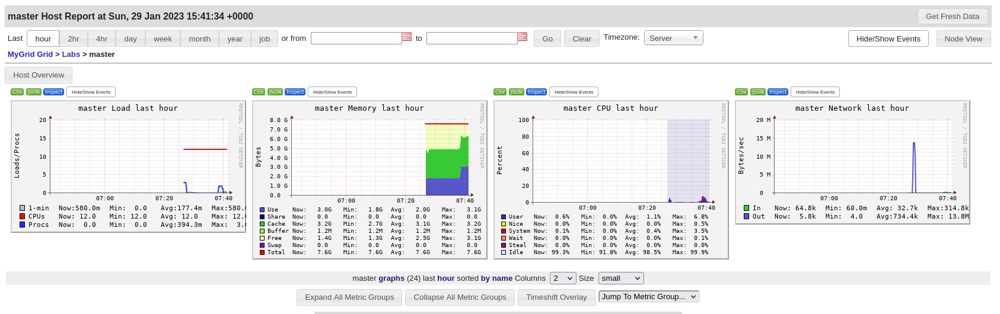 master Host Report at Sun, 29 Jan 2023 15:41:34 +0000
Get Fresh Data
Last hour 2hr 4hr day week month year job or from to Go Clear Timezone: Server Hide/Show Events Node View
MyGrid Grid > Labs > master
Host Overview
CSV JSON Inspect Hide/Show Events
master Load last hour
RRDTOOL / TOBI OETIKER
Loads/Procs
20
15
10
5
0
07:00 07:20 07:40
1-min Now:580.0m Min: 0.0 Avg:177.4m Max:580.
CPUs Now: 12.0 Min: 12.0 Avg: 12.0 Max: 12.
Procs Now: 0.0 Min: 0.0 Avg:394.3m Max: 3.
CSV JSON Inspect Hide/Show Events
master Memory last hour
RRDTOOL / TOBI OETIKER
Bytes
8.0 G
7.0 G
6.0 G
5.0 G
4.0 G
3.0 G
2.0 G
1.0 G
0.0
07:00 07:20 07:40
Use Now: 3.0G Min: 1.8G Avg: 2.0G Max: 3.1G
Share Now: 0.0 Min: 0.0 Avg: 0.0 Max: 0.0
Cache Now: 3.2G Min: 2.7G Avg: 3.1G Max: 3.2G
Buffer Now: 1.2M Min: 1.2M Avg: 1.2M Max: 1.2M
Free Now: 1.4G Min: 1.3G Avg: 2.5G Max: 3.1G
Swap Now: 0.0 Min: 0.0 Avg: 0.0 Max: 0.0
Total Now: 7.6G Min: 7.6G Avg: 7.6G Max: 7.6G
CSV JSON Inspect Hide/Show Events
master CPU last hour
RRDTOOL / TOBI OETIKER
Percent
100
80
60
40
20
0
07:00 07:20 07:40
User Now: 0.6% Min: 0.0% Avg: 1.1% Max: 6.8%
Nice Now: 0.0% Min: 0.0% Avg: 0.0% Max: 0.5%
System Now: 0.1% Min: 0.0% Avg: 0.4% Max: 3.5%
Wait Now: 0.0% Min: 0.0% Avg: 0.0% Max: 0.1%
Steal Now: 0.0% Min: 0.0% Avg: 0.0% Max: 0.0%
Idle Now: 99.3% Min: 91.8% Avg: 98.5% Max: 99.9%
CSV JSON Inspect Hide/Show Events
master Network last hour
RRDTOOL / TOBI OETIKER
Bytes/sec
20 M
15 M
10 M
5 M
0
07:00 07:20 07:40
In Now: 64.8k Min: 60.0m Avg: 32.7k Max:314.8k
Out Now: 5.8k Min: 4.0 Avg:734.4k Max: 13.8M
master graphs (24) last hour sorted by name Columns 2 Size small
Expand All Metric Groups Collapse All Metric Groups Timeshift Overlay Jump To Metric Group...